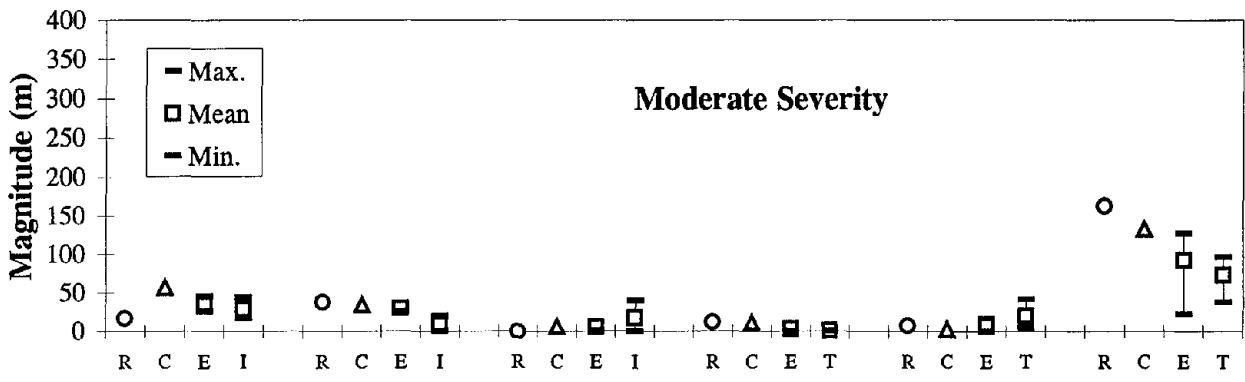 400
350
300
250
200
150
100
50
0
Magnitude (m)
Max.
Mean
Min.
Moderate Severity
R C E I R C E I R C E I R C E T R C E T R C E T